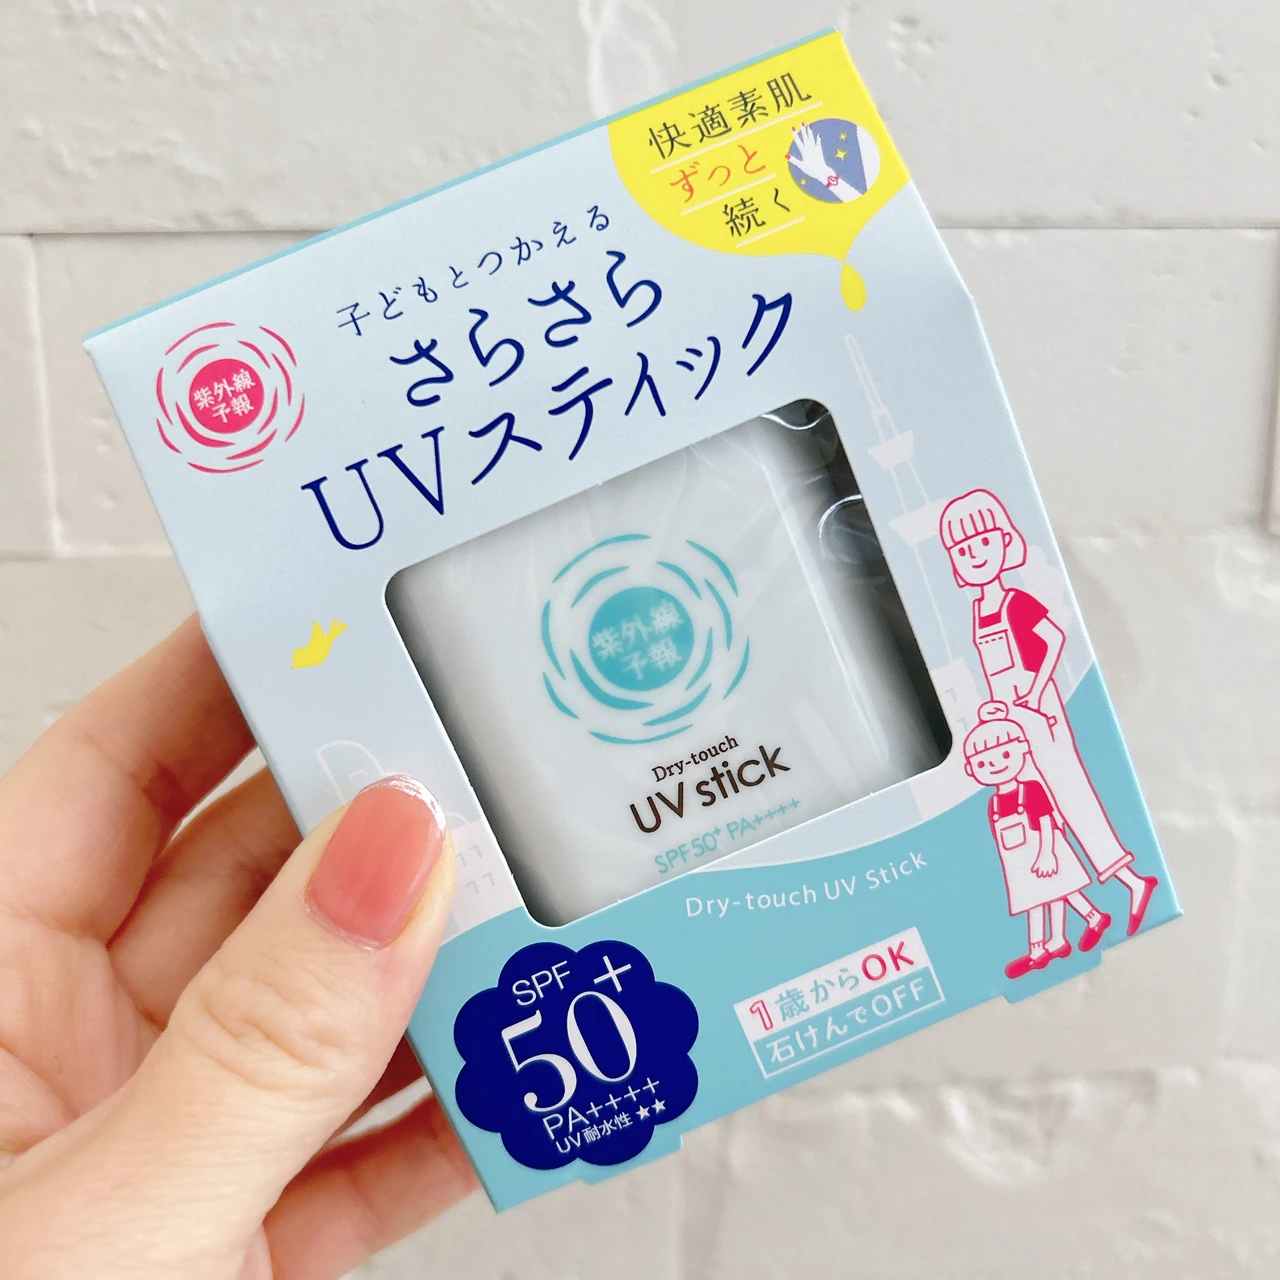 快適素肌
ずっと
続く
子どもとつかえる
さらさら
UVスティック
紫外線
予報
紫外線
予報
Dry-touch
UV stick
SPF50+ PA++++
Dry-touch UV Stick
1歳からOK
石けんでOFF
SPF
50+
PA++++
UV耐水性★★